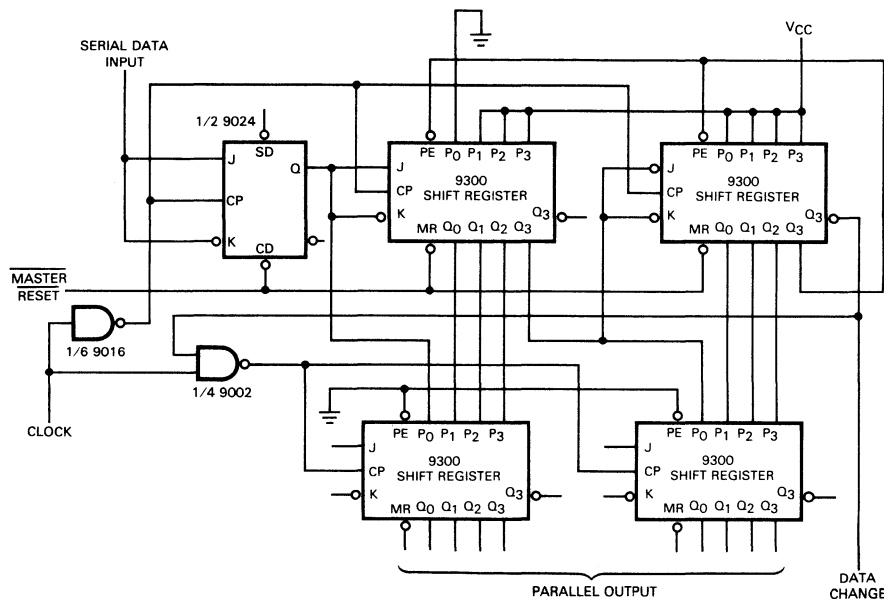 SERIAL DATA
INPUT
VCC
1/2 9024
SD
J
Q
CP
K
CD
PE P0 P1 P2 P3
J
9300
CP
SHIFT REGISTER
K
Q3
MR Q0 Q1 Q2 Q3
PE P0 P1 P2 P3
J
9300
CP
SHIFT REGISTER
K
Q3
MR Q0 Q1 Q2 Q3
MASTER
RESET
1/6 9016
1/4 9002
CLOCK
PE P0 P1 P2 P3
J
9300
CP
SHIFT REGISTER
K
Q3
MR Q0 Q1 Q2 Q3
PE P0 P1 P2 P3
J
9300
CP
SHIFT REGISTER
K
Q3
MR Q0 Q1 Q2 Q3
PARALLEL OUTPUT
DATA
CHANGE